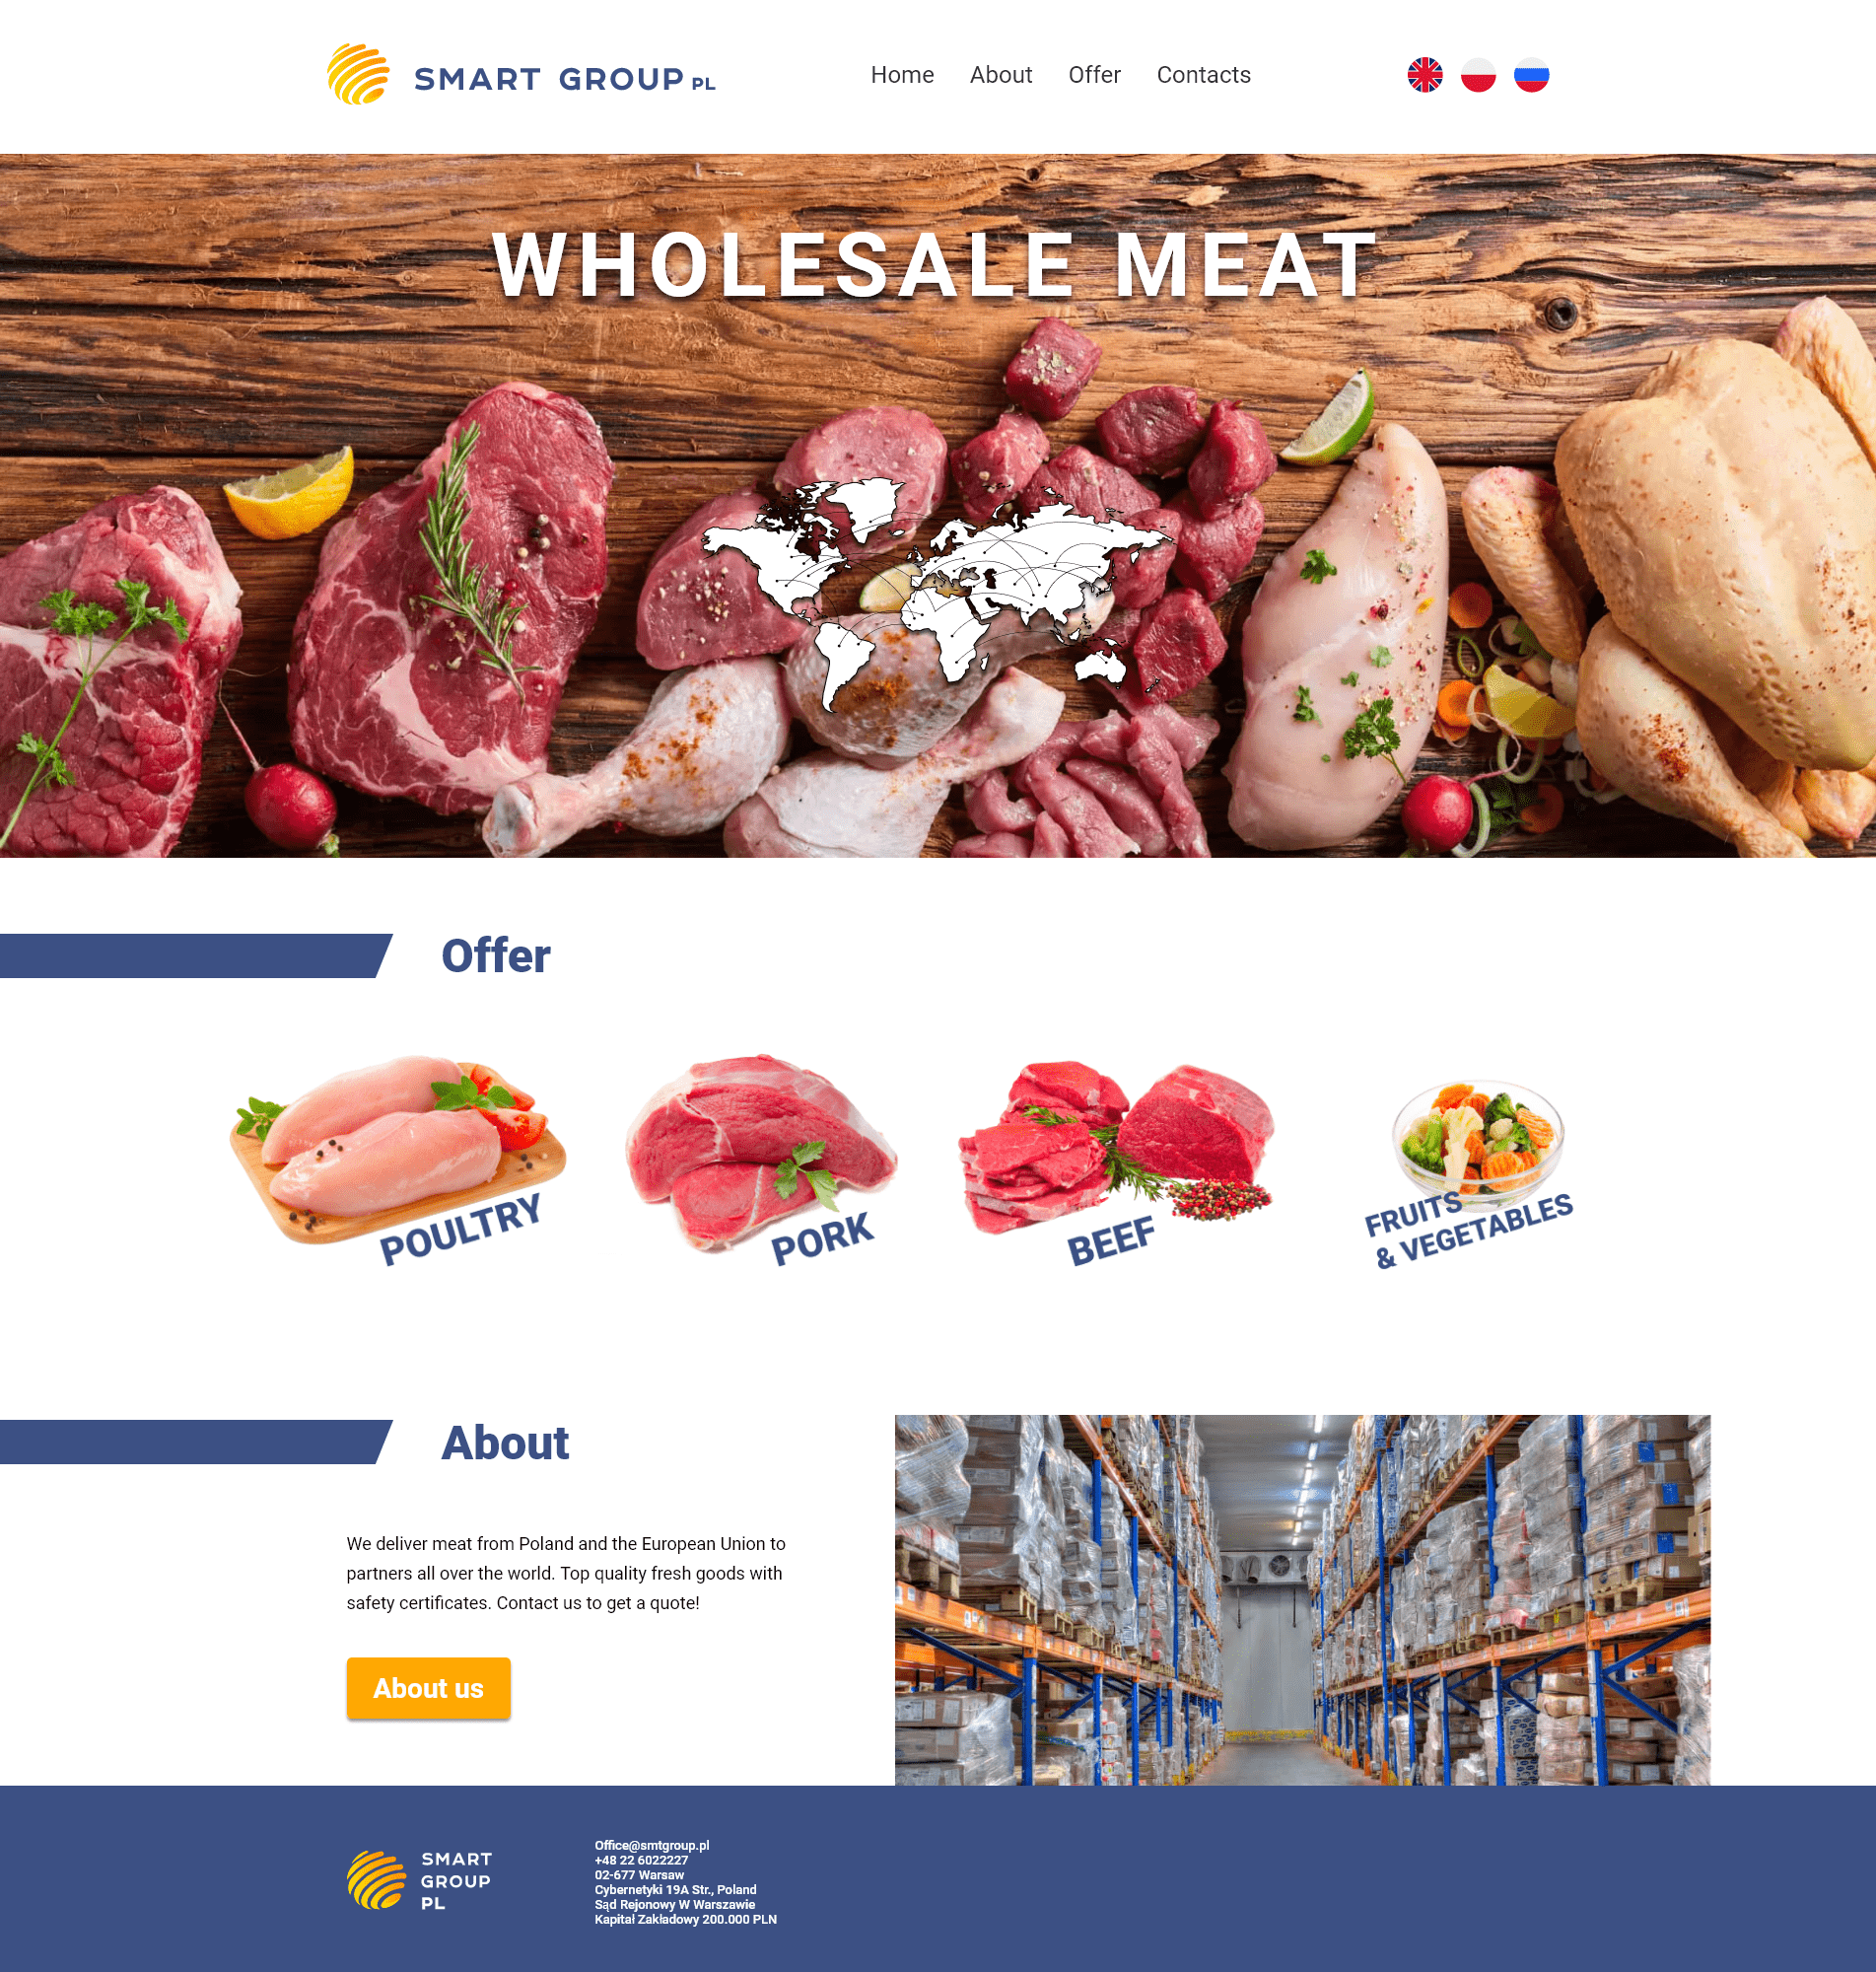 SMART GROUP PL
Home About Offer Contacts
WHOLESALE MEAT
Offer
POULTRY
PORK
BEEF
FRUITS
& VEGETABLES
About
We deliver meat from Poland and the European Union to
partners all over the world. Top quality fresh goods with
safety certificates. Contact us to get a quote!
About us
SMART
GROUP
PL
Office@smtgroup.pl
+48 22 6022227
02-677 Warsaw
Cybernetyki 19A Str., Poland
Sąd Rejonowy W Warszawie
Kapitał Zakładowy 200.000 PLN